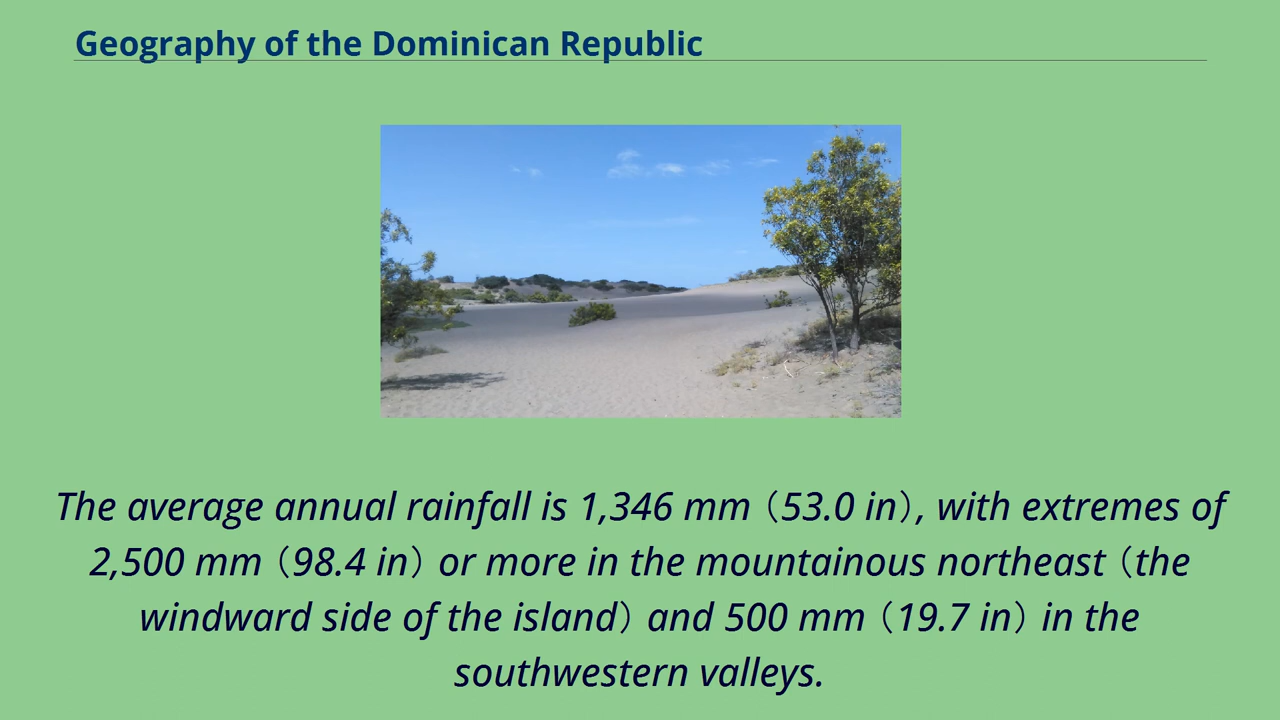 Geography of the Dominican Republic
The average annual rainfall is 1,346 mm (53.0 in), with extremes of
2,500 mm (98.4 in) or more in the mountainous northeast (the
windward side of the island) and 500 mm (19.7 in) in the
southwestern valleys.